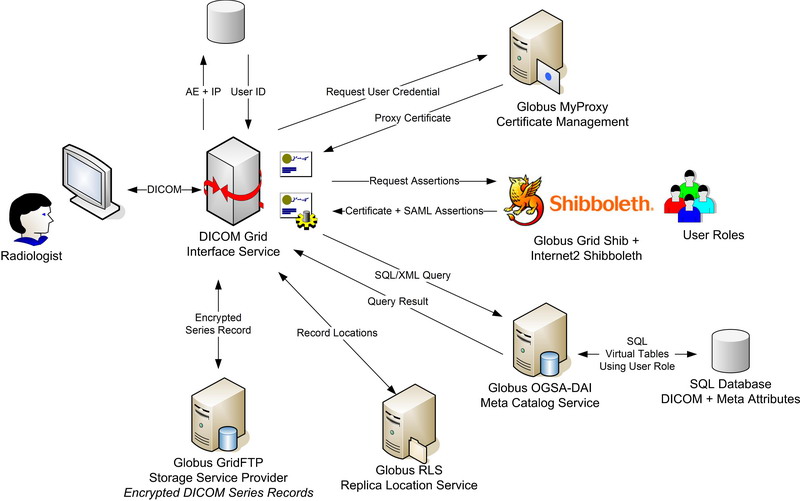 AE + IP
User ID
Request User Credential
Globus MyProxy
Certificate Management
Proxy Certificate
DICOM
Request Assertions
Shibboleth.
Certificate + SAML Assertions
Radiologist
DICOM Grid
Interface Service
Globus Grid Shib +
Internet2 Shibboleth
User Roles
SQL/XML Query
Query Result
Encrypted
Series Record
Record Locations
SQL
Virtual Tables
Using User Role
Globus OGSA-DAI
Meta Catalog Service
SQL Database
DICOM + Meta Attributes
Globus GridFTP
Storage Service Provider
Encrypted DICOM Series Records
Globus RLS
Replica Location Service